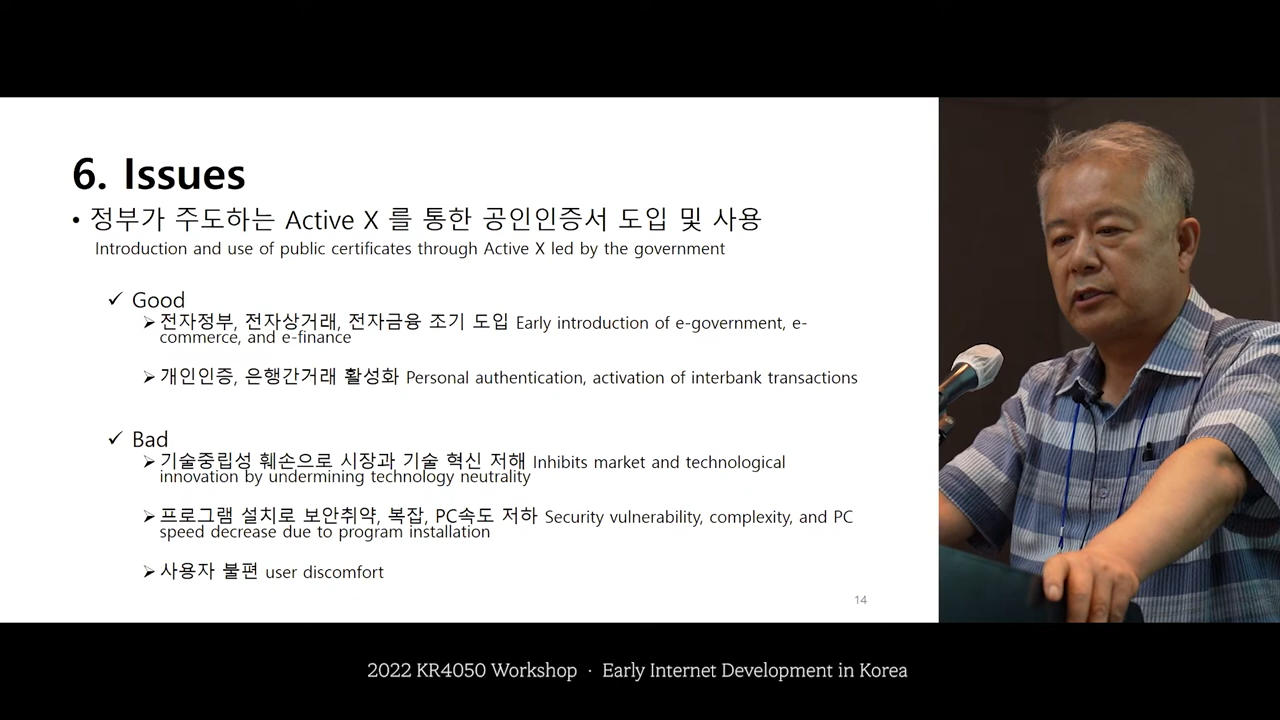 6. Issues
• 정부가 주도하는 Active X 를 통한 공인인증서 도입 및 사용
Introduction and use of public certificates through Active X led by the government
✓ Good
➢ 전자정부, 전자상거래, 전자금융 조기 도입 Early introduction of e-government, e-
commerce, and e-finance
➢ 개인인증, 은행간거래 활성화 Personal authentication, activation of interbank transactions
✓ Bad
➢ 기술중립성 훼손으로 시장과 기술 혁신 저해 Inhibits market and technological
innovation by undermining technology neutrality
➢ 프로그램 설치로 보안취약, 복잡, PC속도 저하 Security vulnerability, complexity, and PC
speed decrease due to program installation
➢ 사용자 불편 user discomfort
14
2022 KR4050 Workshop · Early Internet Development in Korea